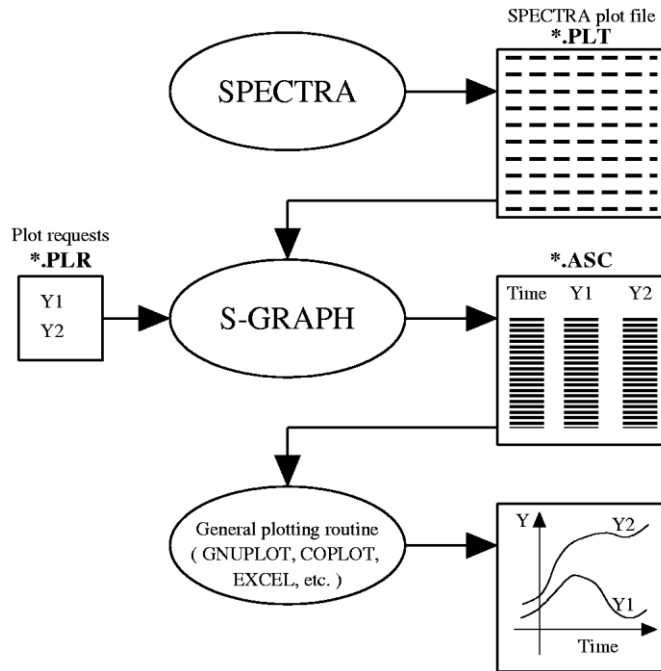 SPECTRA plot file
*.PLT
SPECTRA
Plot requests
*.PLR
Y1
Y2
S-GRAPH
*.ASC
Time Y1 Y2
General plotting routine
( GNUPLOT, COPLOT,
EXCEL, etc. )
Y
Y2
Y1
Time